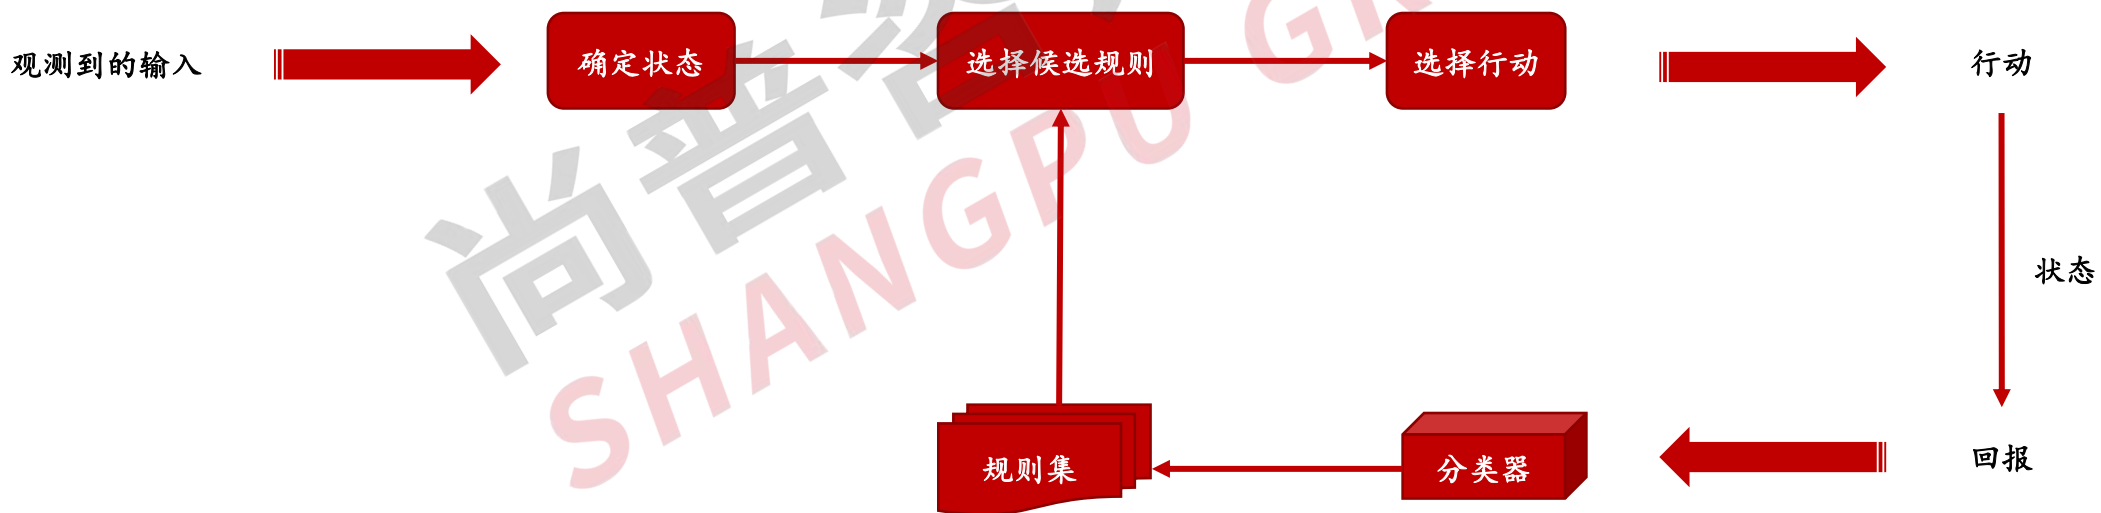 观测到的输入
确定状态
选择候选规则
选择行动
行动
状态
规则集
分类器
回报
尚普咨
SHANGPU GR